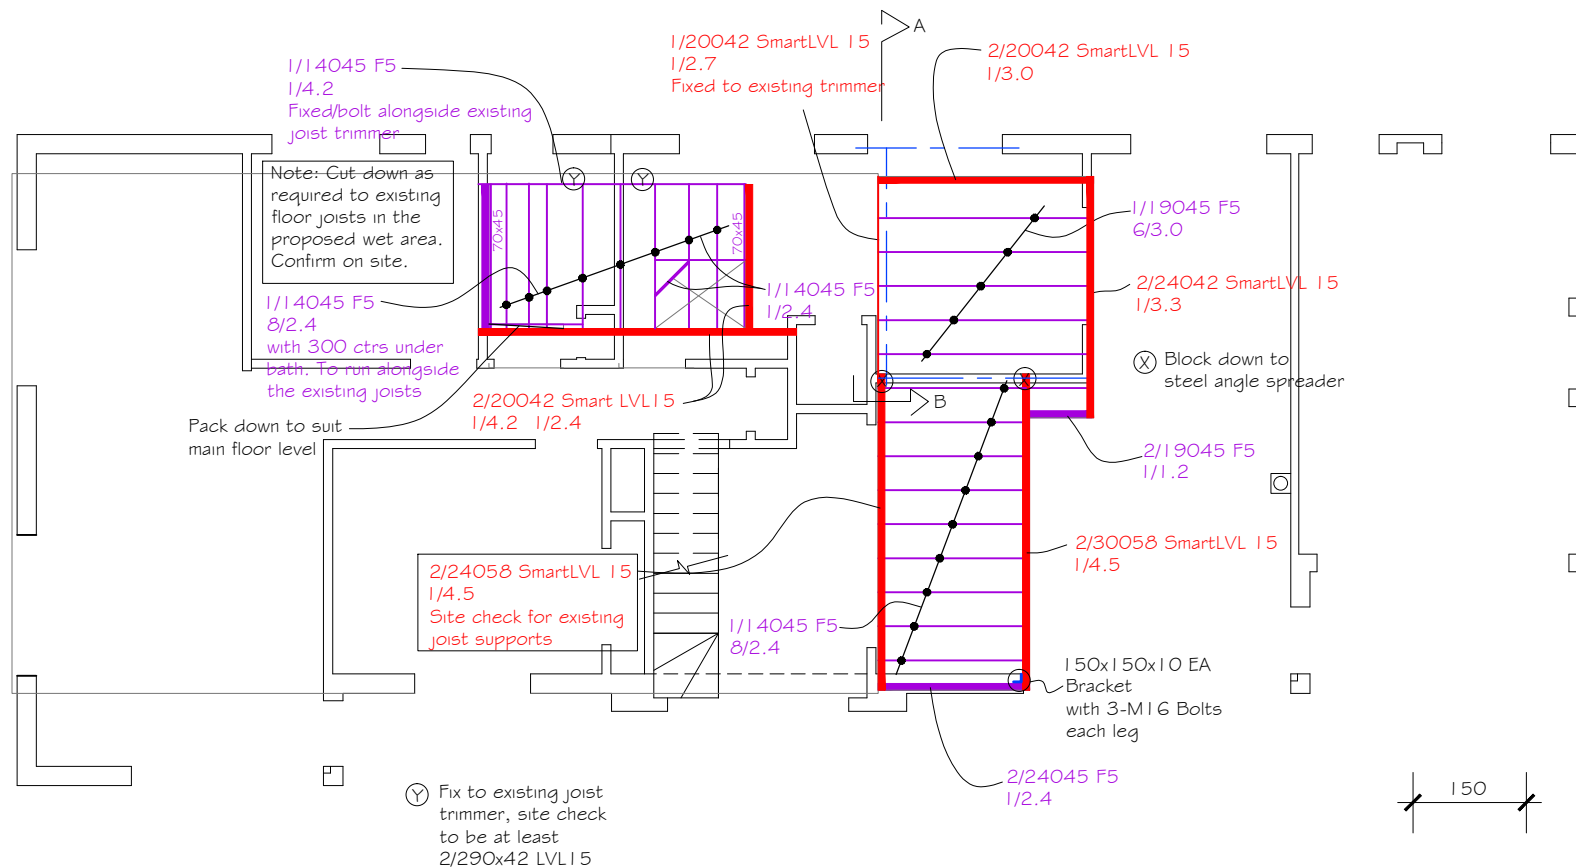 1/14045 F5
1/4.2
Fixed/bolt alongside existing
joist trimmer
1/20042 SmartLVL 15
1/2.7
Fixed to existing trimmer
A
2/20042 SmartLVL 15
1/3.0
Note: Cut down as
required to existing
floor joists in the
proposed wet area.
Confirm on site.
Y
Y
70x45
70x45
1/19045 F5
6/3.0
1/14045 F5
8/2.4
with 300 ctrs under
bath. To run alongside
the existing joists
1/14045 F5
1/2.4
2/24042 SmartLVL 15
1/3.3
X Block down to
steel angle spreader
X
X
B
Pack down to suit
main floor level
2/20042 Smart LVL15
1/4.2 1/2.4
2/19045 F5
1/1.2
2/24058 SmartLVL 15
1/4.5
Site check for existing
joist supports
2/30058 SmartLVL 15
1/4.5
1/14045 F5
8/2.4
150x150x10 EA
Bracket
with 3-M16 Bolts
each leg
2/24045 F5
1/2.4
Y Fix to existing joist
trimmer, site check
to be at least
2/290x42 LVL15
150